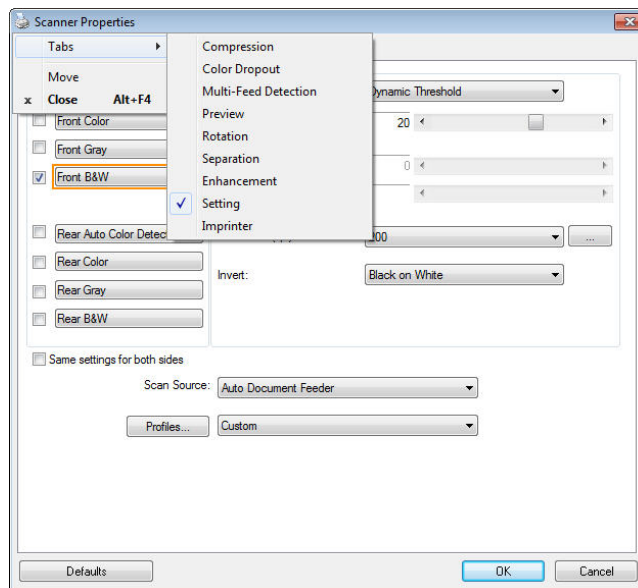 Scanner Properties
Tabs
Move
x Close Alt+F4
Compression
Color Dropout
Multi-Feed Detection
Preview
Rotation
Separation
Enhancement
Setting
Imprinter
Dynamic Threshold
20
0
Front Color
Front Gray
Front B&W
Rear Auto Color Detec
Rear Color
Rear Gray
Rear B&W
200
...
Invert:
Black on White
Same settings for both sides
Scan Source:
Auto Document Feeder
Profiles...
Custom
Defaults
OK
Cancel